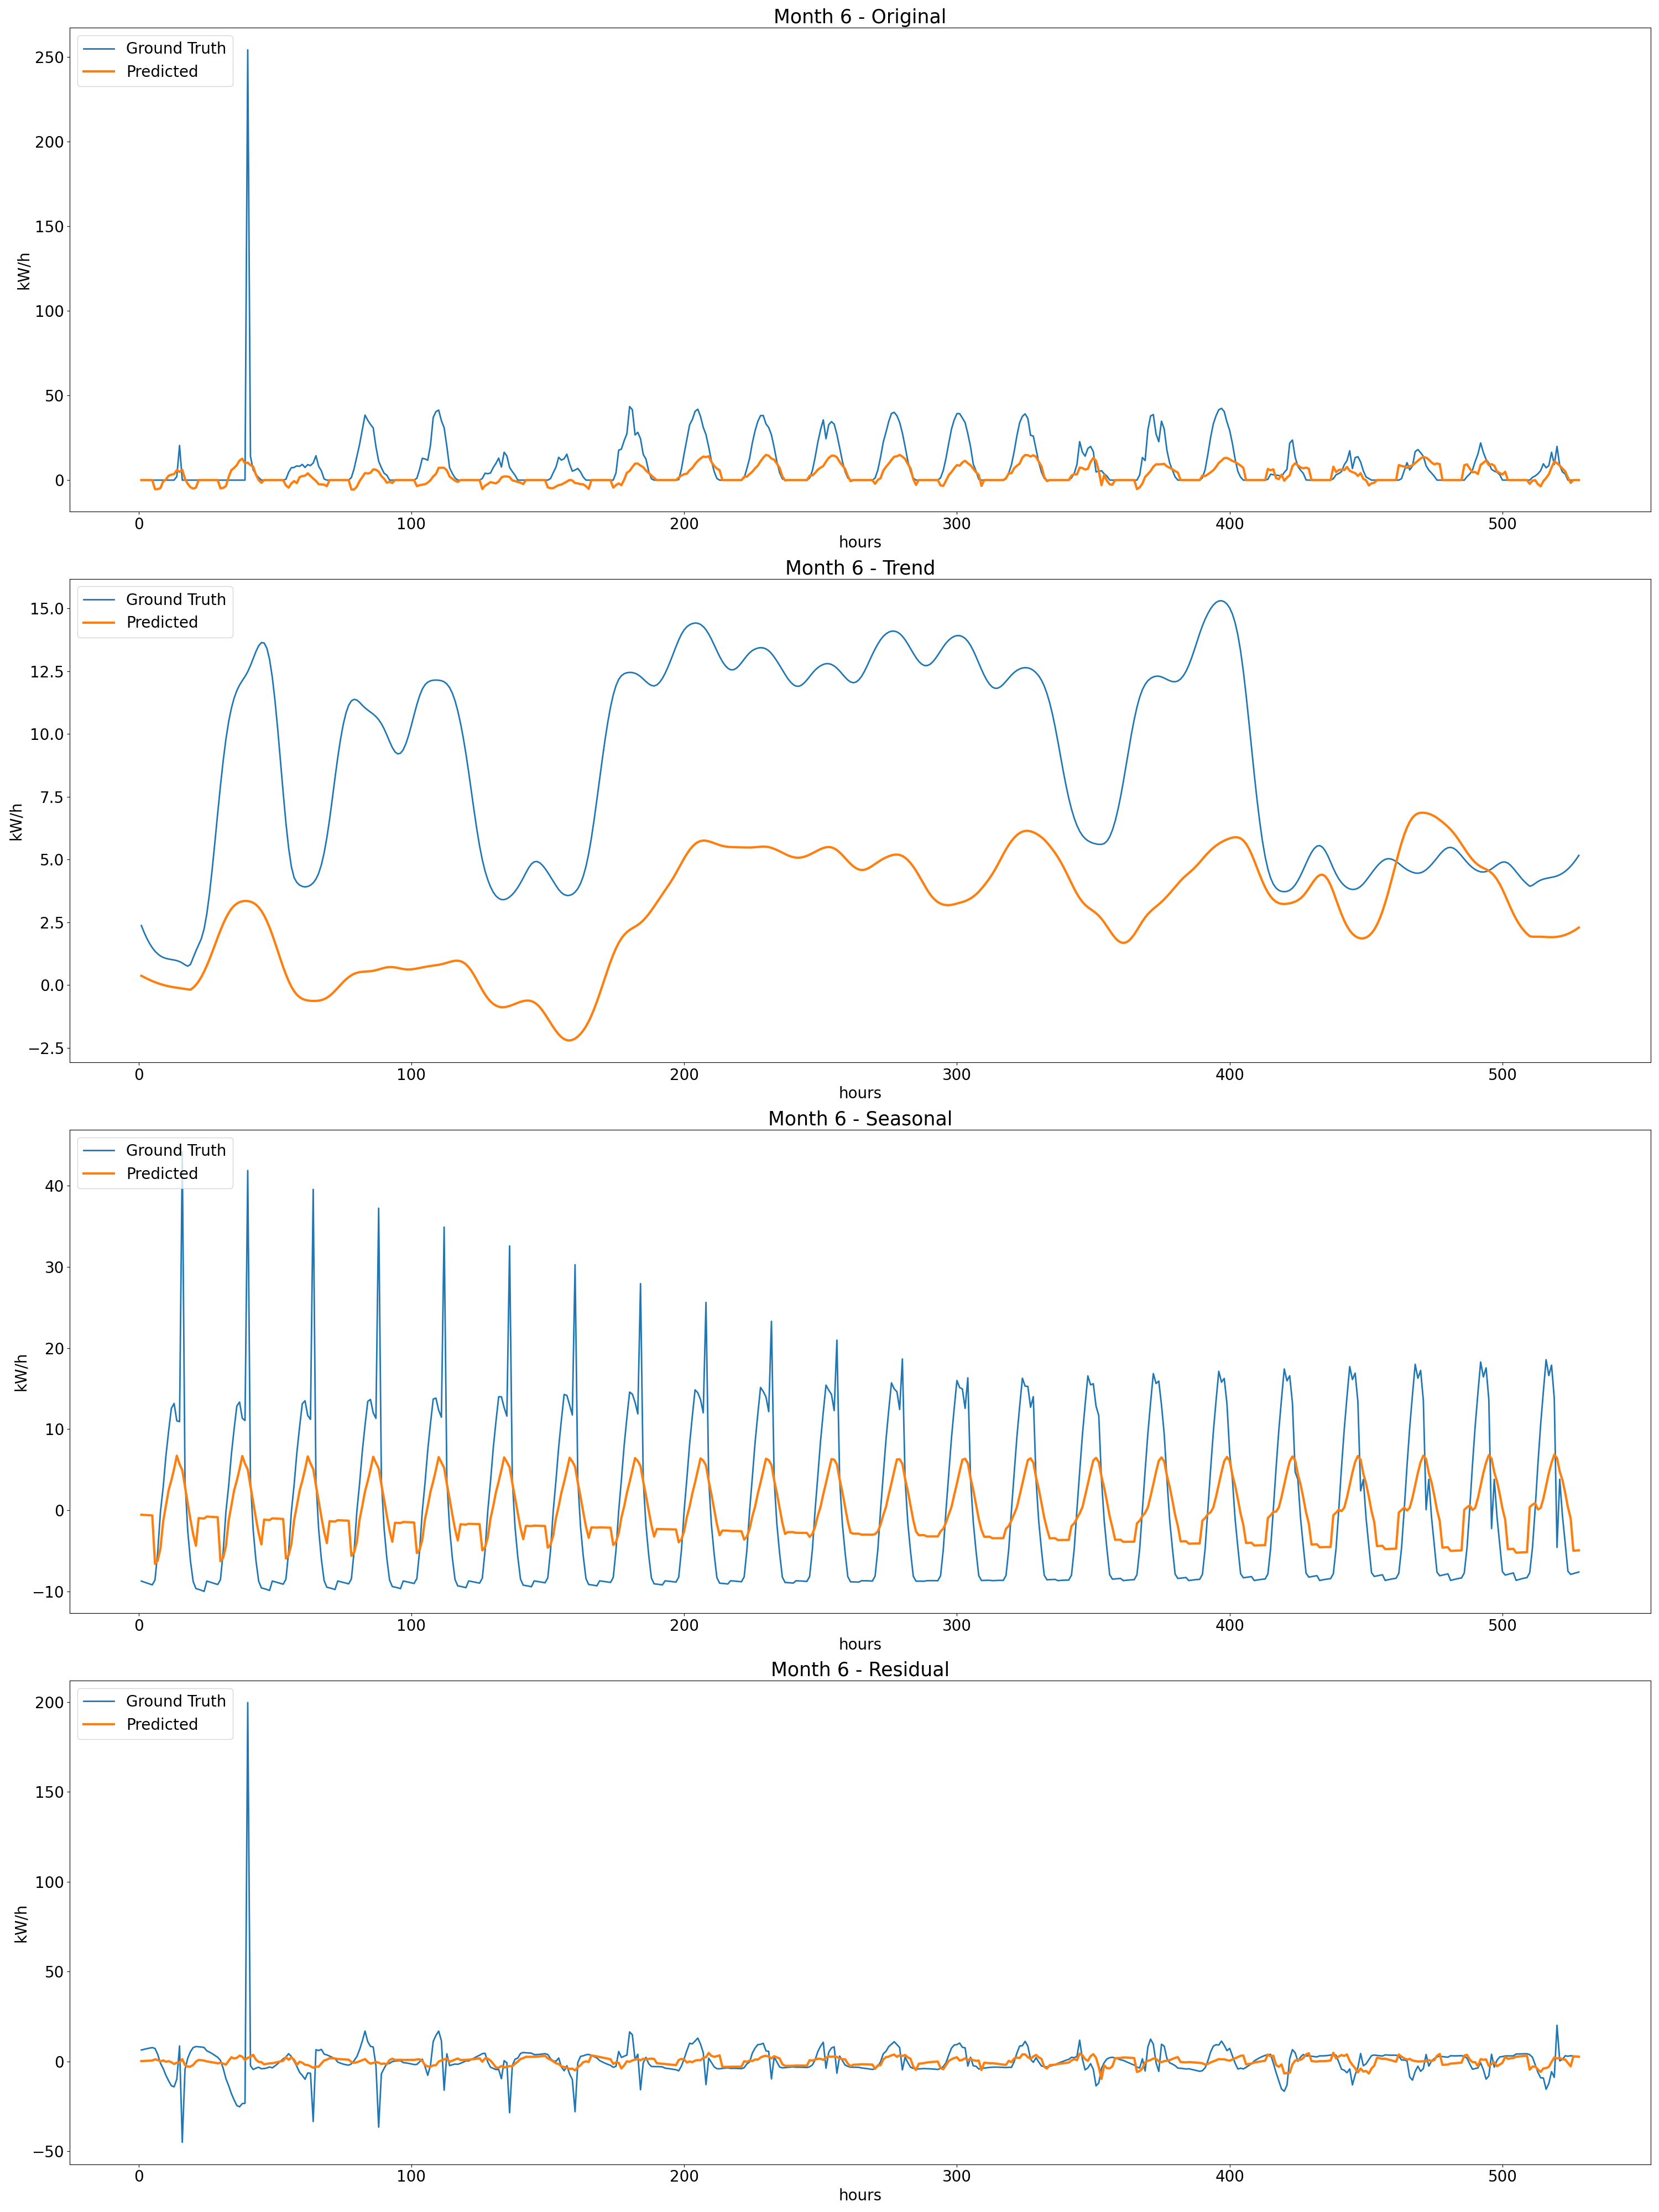 Month 6 - Original
Ground Truth
Predicted
250
200
150
100
50
0
kW/h
0 100 200 300 400 500
hours
Month 6 - Trend
Ground Truth
Predicted
15.0
12.5
10.0
7.5
5.0
2.5
0.0
−2.5
kW/h
0 100 200 300 400 500
hours
Month 6 - Seasonal
Ground Truth
Predicted
40
30
20
10
0
−10
kW/h
0 100 200 300 400 500
hours
Month 6 - Residual
Ground Truth
Predicted
200
150
100
50
0
−50
kW/h
0 100 200 300 400 500
hours